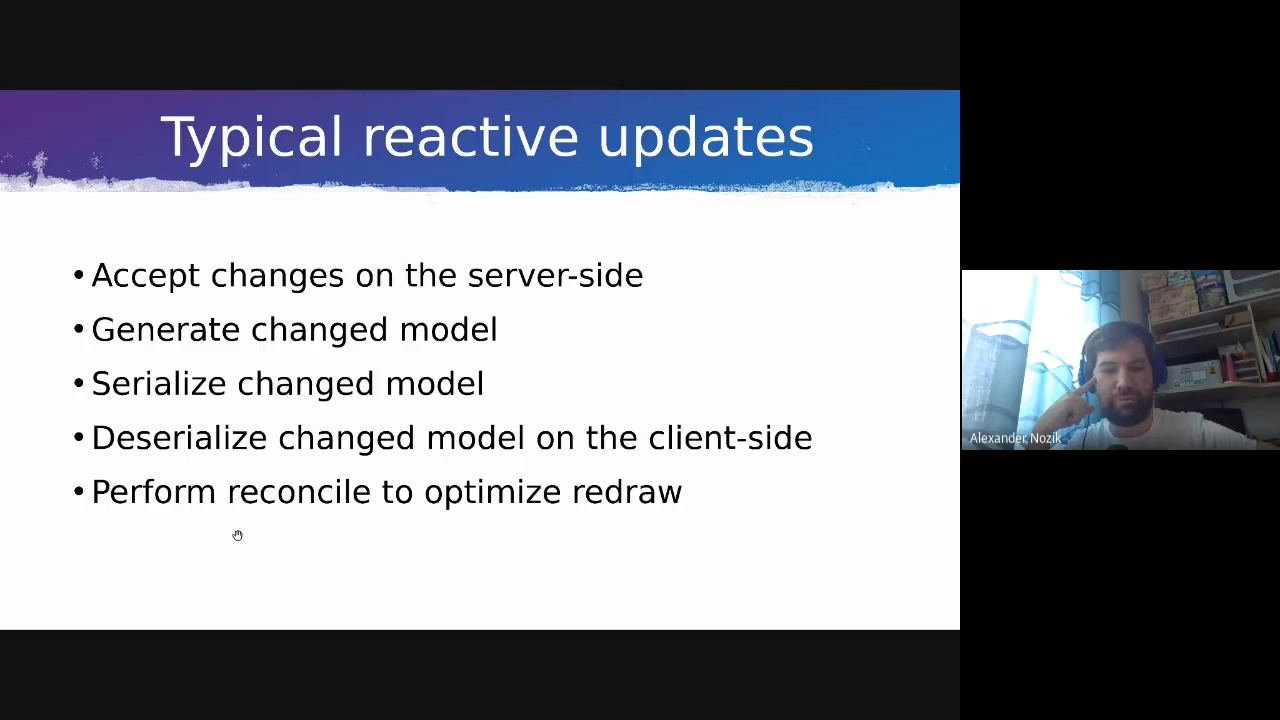 Typical reactive updates
• Accept changes on the server-side
• Generate changed model
• Serialize changed model
• Deserialize changed model on the client-side
• Perform reconcile to optimize redraw
Alexander Nozik